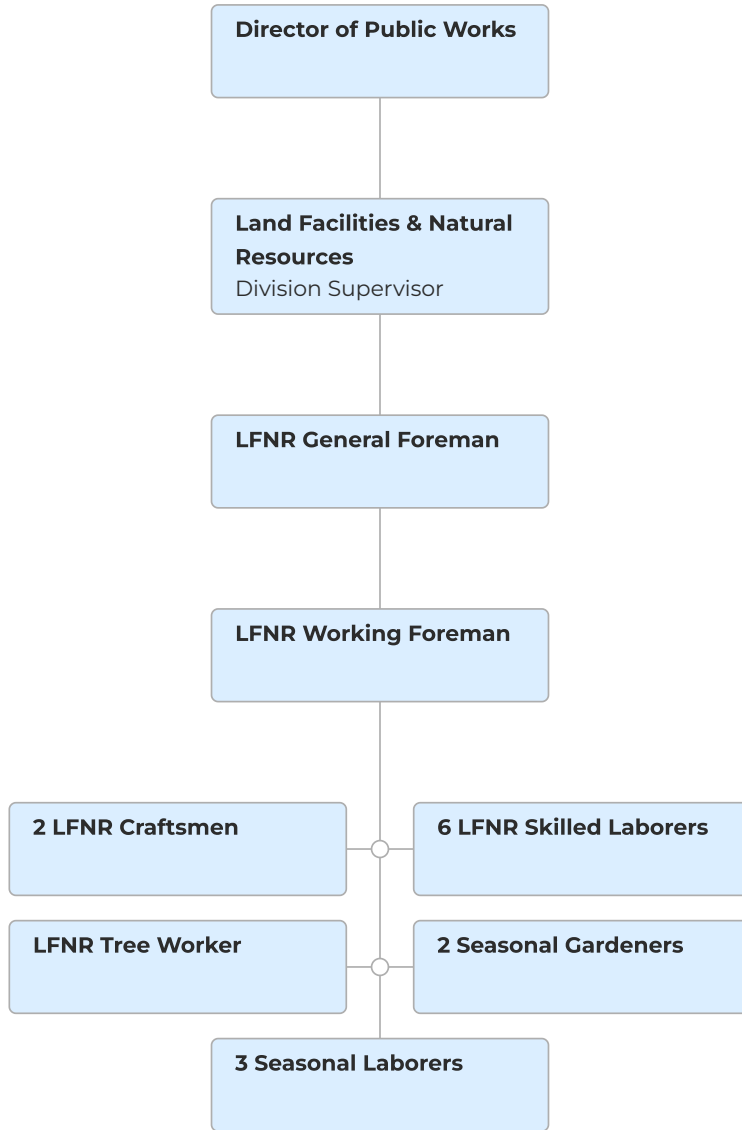 Director of Public Works
Land Facilities & Natural
Resources
Division Supervisor
LFNR General Foreman
LFNR Working Foreman
2 LFNR Craftsmen
6 LFNR Skilled Laborers
LFNR Tree Worker
2 Seasonal Gardeners
3 Seasonal Laborers